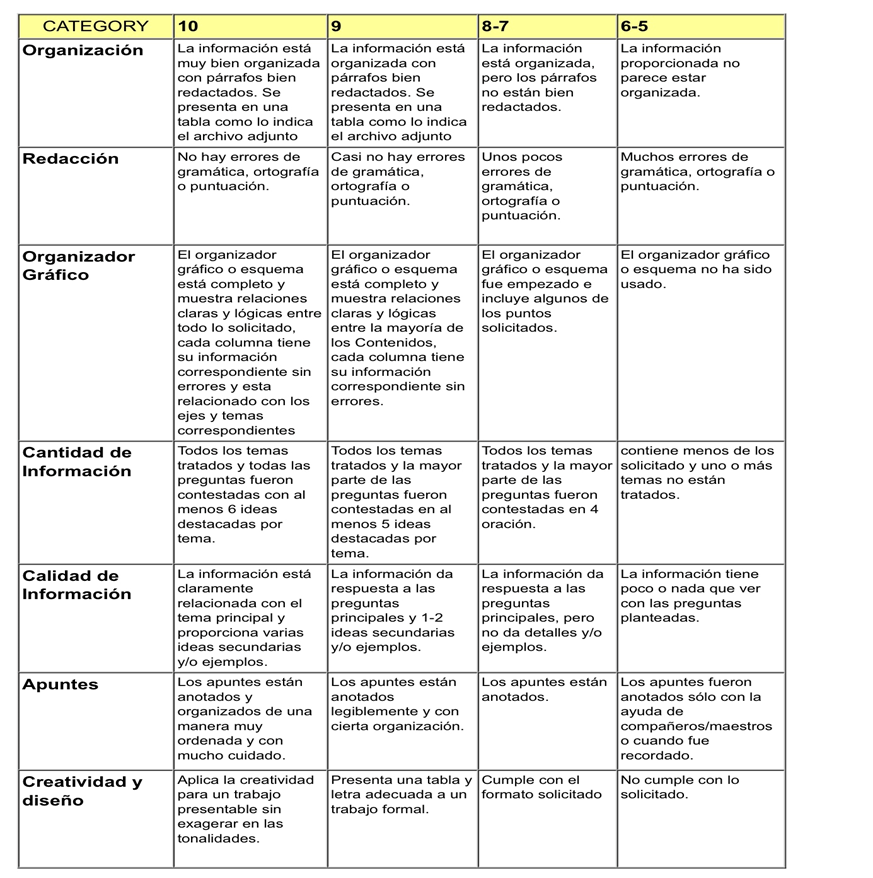 CATEGORY 10 9 8-7 6-5
Organización
La información está
muy bien organizada
con párrafos bien
redactados. Se
presenta en una
tabla como lo indica
el archivo adjunto
La información está
organizada con
párrafos bien
redactados. Se
presenta en una
tabla como lo indica
el archivo adjunto
La información
está organizada,
pero los párrafos
no están bien
redactados.
La información
proporcionada no
parece estar
organizada.
Redacción
No hay errores de
gramática, ortografía
o puntuación.
Casi no hay errores
de gramática,
ortografía o
puntuación.
Unos pocos
errores de
gramática,
ortografía o
puntuación.
Muchos errores de
gramática, ortografía o
puntuación.
Organizador
Gráfico
El organizador
gráfico o esquema
está completo y
muestra relaciones
claras y lógicas entre
todo lo solicitado,
cada columna tiene
su información
correspondiente sin
errores y esta
relacionado con los
ejes y temas
correspondientes
El organizador
gráfico o esquema
está completo y
muestra relaciones
claras y lógicas
entre la mayoría de
los Contenidos,
cada columna tiene
su información
correspondiente sin
errores.
El organizador
gráfico o esquema
fue empezado e
incluye algunos de
los puntos
solicitados.
El organizador gráfico
o esquema no ha sido
usado.
Cantidad de
Información
Todos los temas
tratados y todas las
preguntas fueron
contestadas con al
menos 6 ideas
destacadas por
tema.
Todos los temas
tratados y la mayor
parte de las
preguntas fueron
contestadas en al
menos 5 ideas
destacadas por
tema.
Todos los temas
tratados y la mayor
parte de las
preguntas fueron
contestadas en 4
oración.
contiene menos de los
solicitado y uno o más
temas no están
tratados.
Calidad de
Información
La información está
claramente
relacionada con el
tema principal y
proporciona varias
ideas secundarias
y/o ejemplos.
La información da
respuesta a las
preguntas
principales y 1-2
ideas secundarias
y/o ejemplos.
La información da
respuesta a las
preguntas
principales, pero
no da detalles y/o
ejemplos.
La información tiene
poco o nada que ver
con las preguntas
planteadas.
Apuntes
Los apuntes están
anotados y
organizados de una
manera muy
ordenada y con
mucho cuidado.
Los apuntes están
anotados
legiblemente y con
cierta organización.
Los apuntes están
anotados.
Los apuntes fueron
anotados sólo con la
ayuda de
compañeros/maestros
o cuando fue
recordado.
Creatividad y
diseño
Aplica la creatividad
para un trabajo
presentable sin
exagerar en las
tonalidades.
Presenta una tabla y
letra adecuada a un
trabajo formal.
Cumple con el
formato solicitado
No cumple con lo
solicitado.